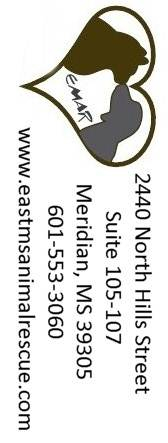 EMAR
2440 North Hills Street
Suite 105-107
Meridian, MS 39305
601-553-3060
www.eastmsanimalrescue.com